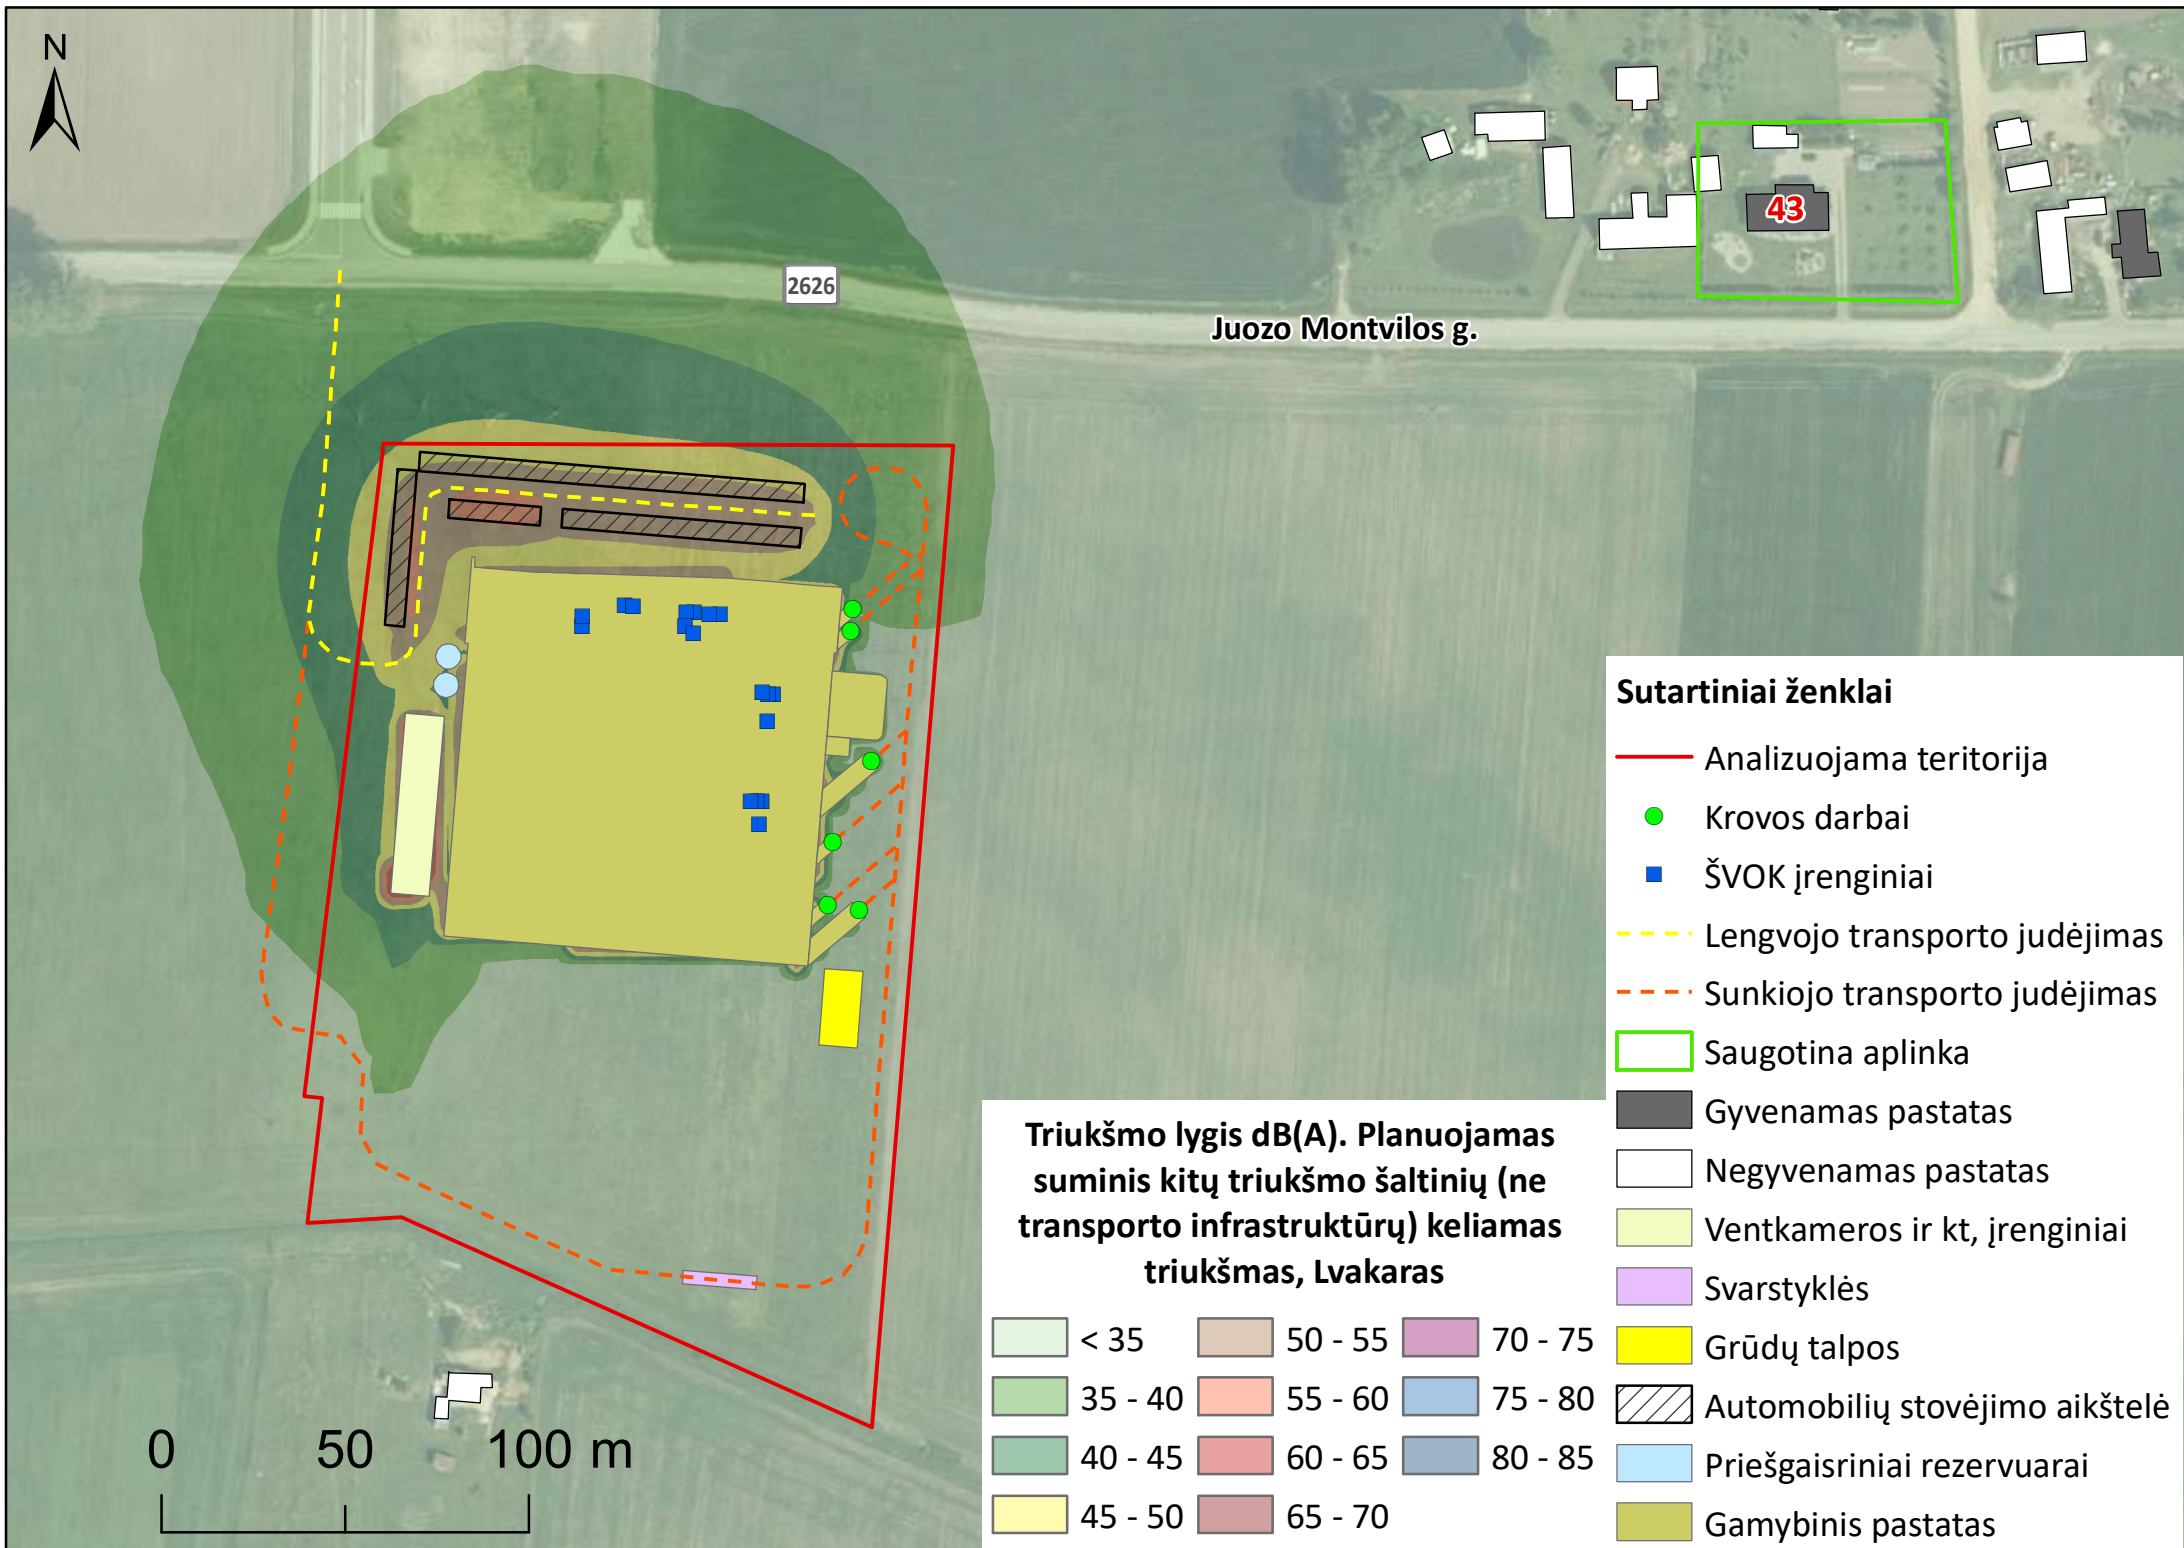 N
43
2626
Juozo Montvilos g.
Sutartiniai ženklai
Analizuojama teritorija
Krovos darbai
ŠVOK įrenginiai
Lengvojo transporto judėjimas
Sunkiojo transporto judėjimas
Saugotina aplinka
Gyvenamas pastatas
Negyvenamas pastatas
Ventkameros ir kt, įrenginiai
Svarstyklės
Grūdų talpos
Automobilių stovėjimo aikštelė
Priešgaisriniai rezervuarai
Gamybinis pastatas
Triukšmo lygis dB(A). Planuojamas
suminis kitų triukšmo šaltinių (ne
transporto infrastruktūrų) keliamas
triukšmas, Lvakaras
< 35 50 - 55 70 - 75
35 - 40 55 - 60 75 - 80
40 - 45 60 - 65 80 - 85
45 - 50 65 - 70
0 50 100 m